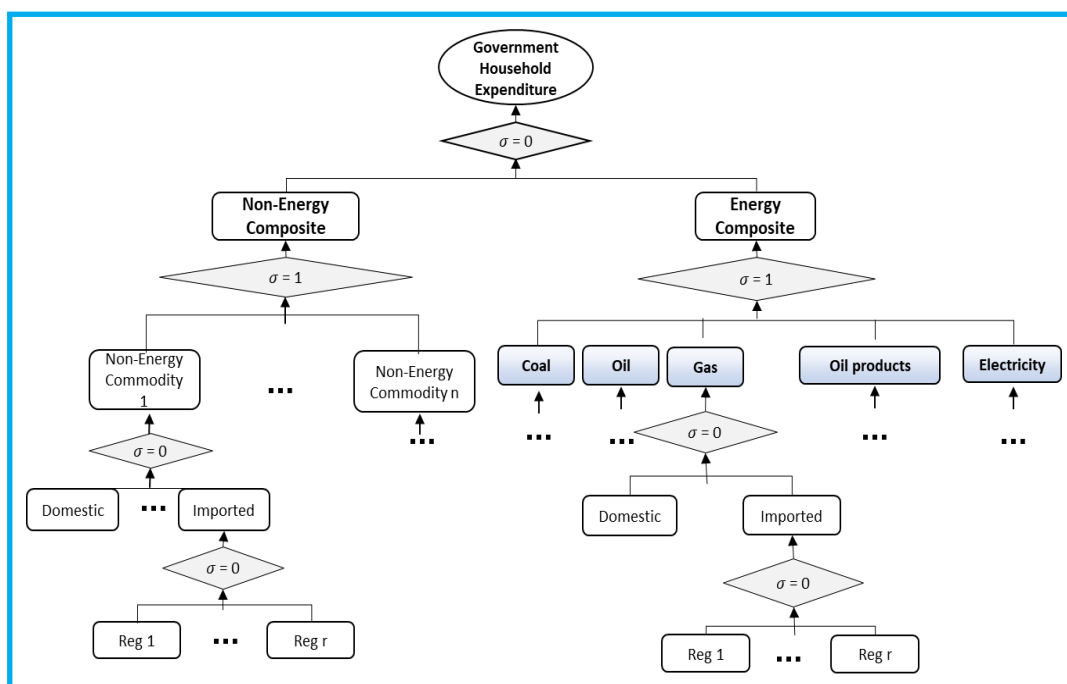 Government
Household
Expenditure
σ = 0
Non-Energy
Composite
Energy
Composite
σ = 1
σ = 1
Non-Energy
Commodity
1
...
Non-Energy
Commodity n
Coal
Oil
Gas
Oil products
Electricity
...
...
...
...
...
σ = 0
σ = 0
Domestic
...
Imported
Domestic
Imported
σ = 0
σ = 0
Reg 1
...
Reg r
Reg 1
...
Reg r